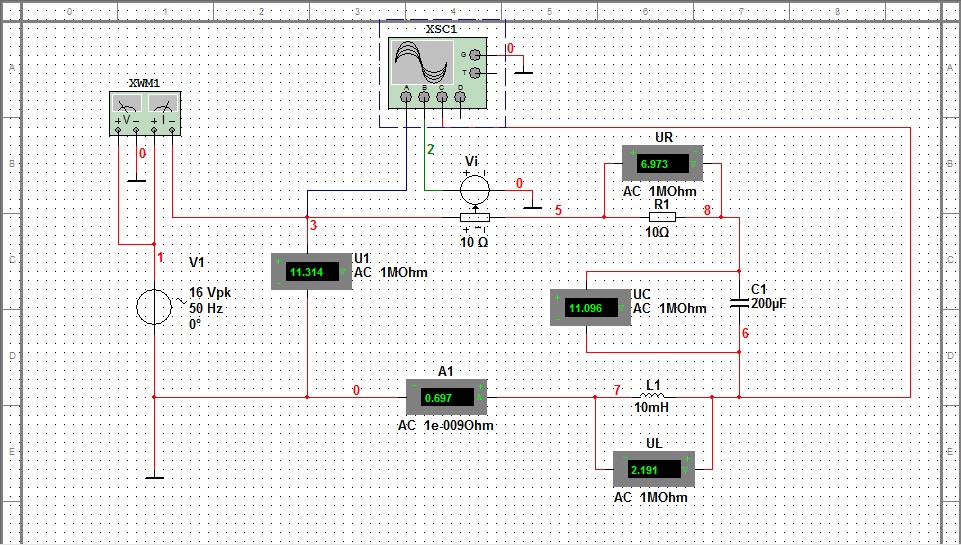 0 1 2 3 4 5 6 7 8
XSC1
G
T
A B C D
0
A
A
XWM1
+ V - + I -
0
B
B
2
Vi
+ -
0
UR
+ -
6.973 V
AC 1MOhm
R1
10Ω
5
8
3
+ -
10 Ω
1
C
C
V1
16 Vpk
50 Hz
0°
U1
+
11.314 V
-
AC 1MOhm
UC
+
11.096 V
-
AC 1MOhm
C1
200µF
6
D
D
0
A1
- +
0.697 A
AC 1e-009Ohm
7
L1
10mH
E
E
UL
- +
2.191 V
AC 1MOhm